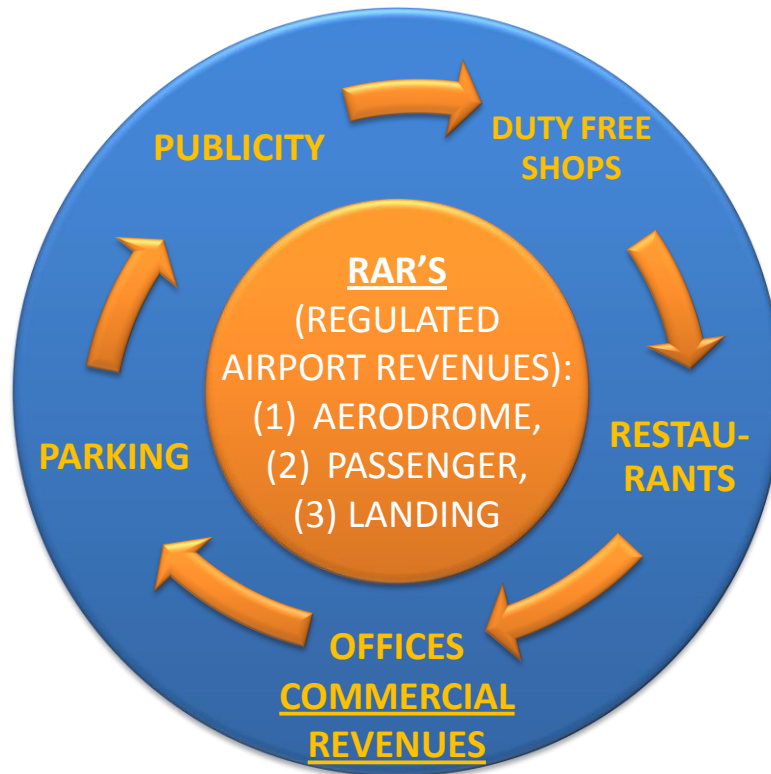 PUBLICITY
DUTY FREE
SHOPS
RAR'S
(REGULATED
AIRPORT REVENUES):
(1) AERODROME,
(2) PASSENGER,
(3) LANDING
RESTAU-
RANTS
PARKING
OFFICES
COMMERCIAL
REVENUES